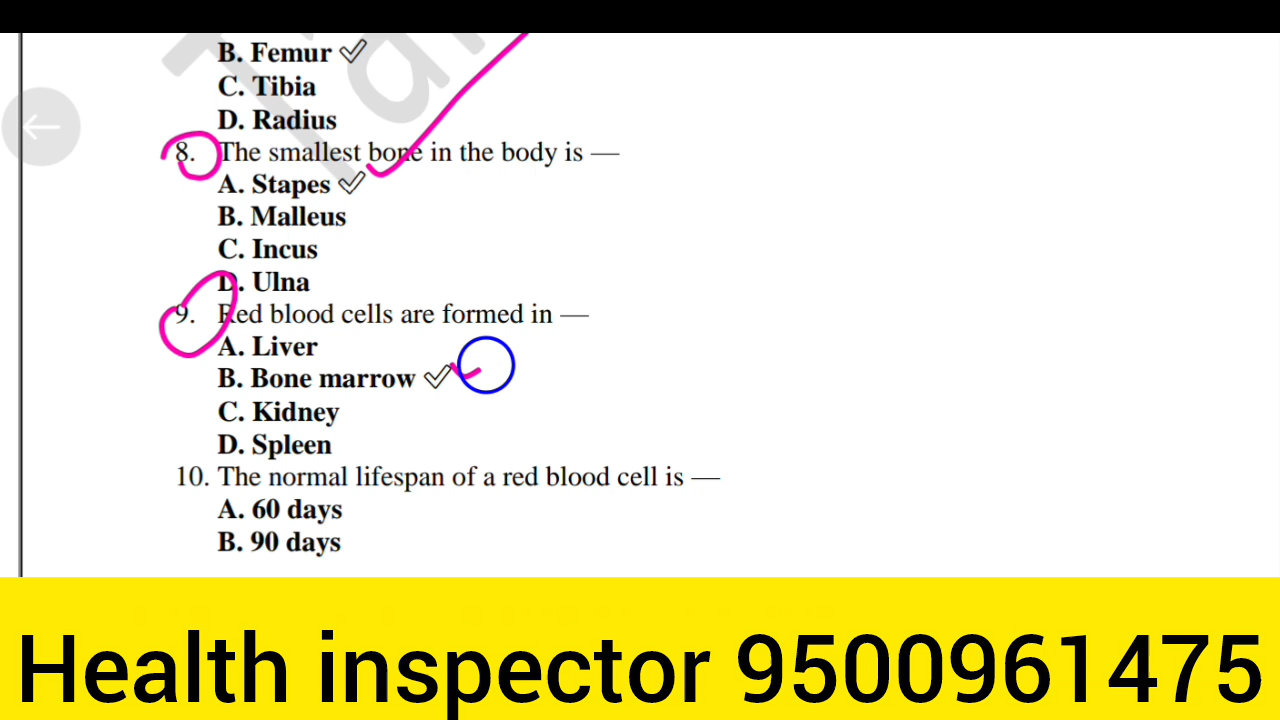 B. Femur ✓
C. Tibia
D. Radius
8. The smallest bone in the body is —
A. Stapes ✓
B. Malleus
C. Incus
D. Ulna
9. Red blood cells are formed in —
A. Liver
B. Bone marrow ✓
C. Kidney
D. Spleen
10. The normal lifespan of a red blood cell is —
A. 60 days
B. 90 days
Health inspector 9500961475